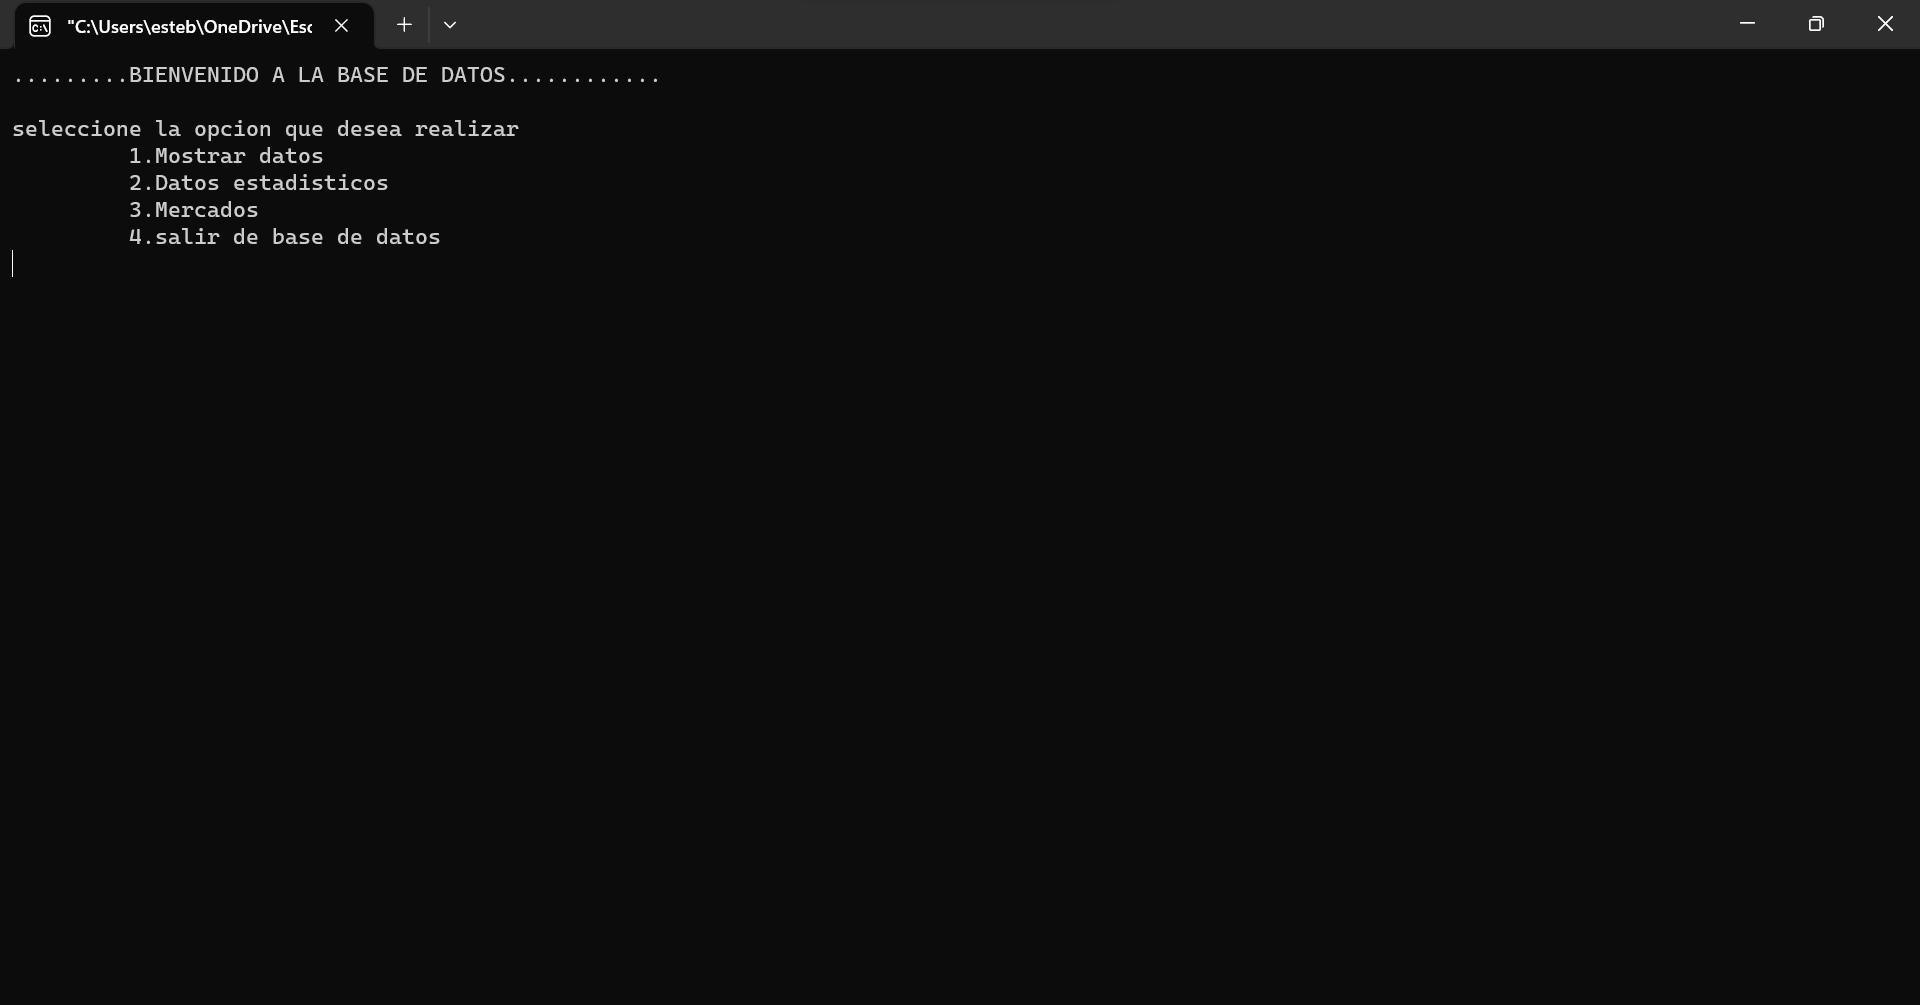 "C:\Users\esteb\OneDrive\Esc
.........BIENVENIDO A LA BASE DE DATOS............
seleccione la opcion que desea realizar
1.Mostrar datos
2.Datos estadisticos
3.Mercados
4.salir de base de datos